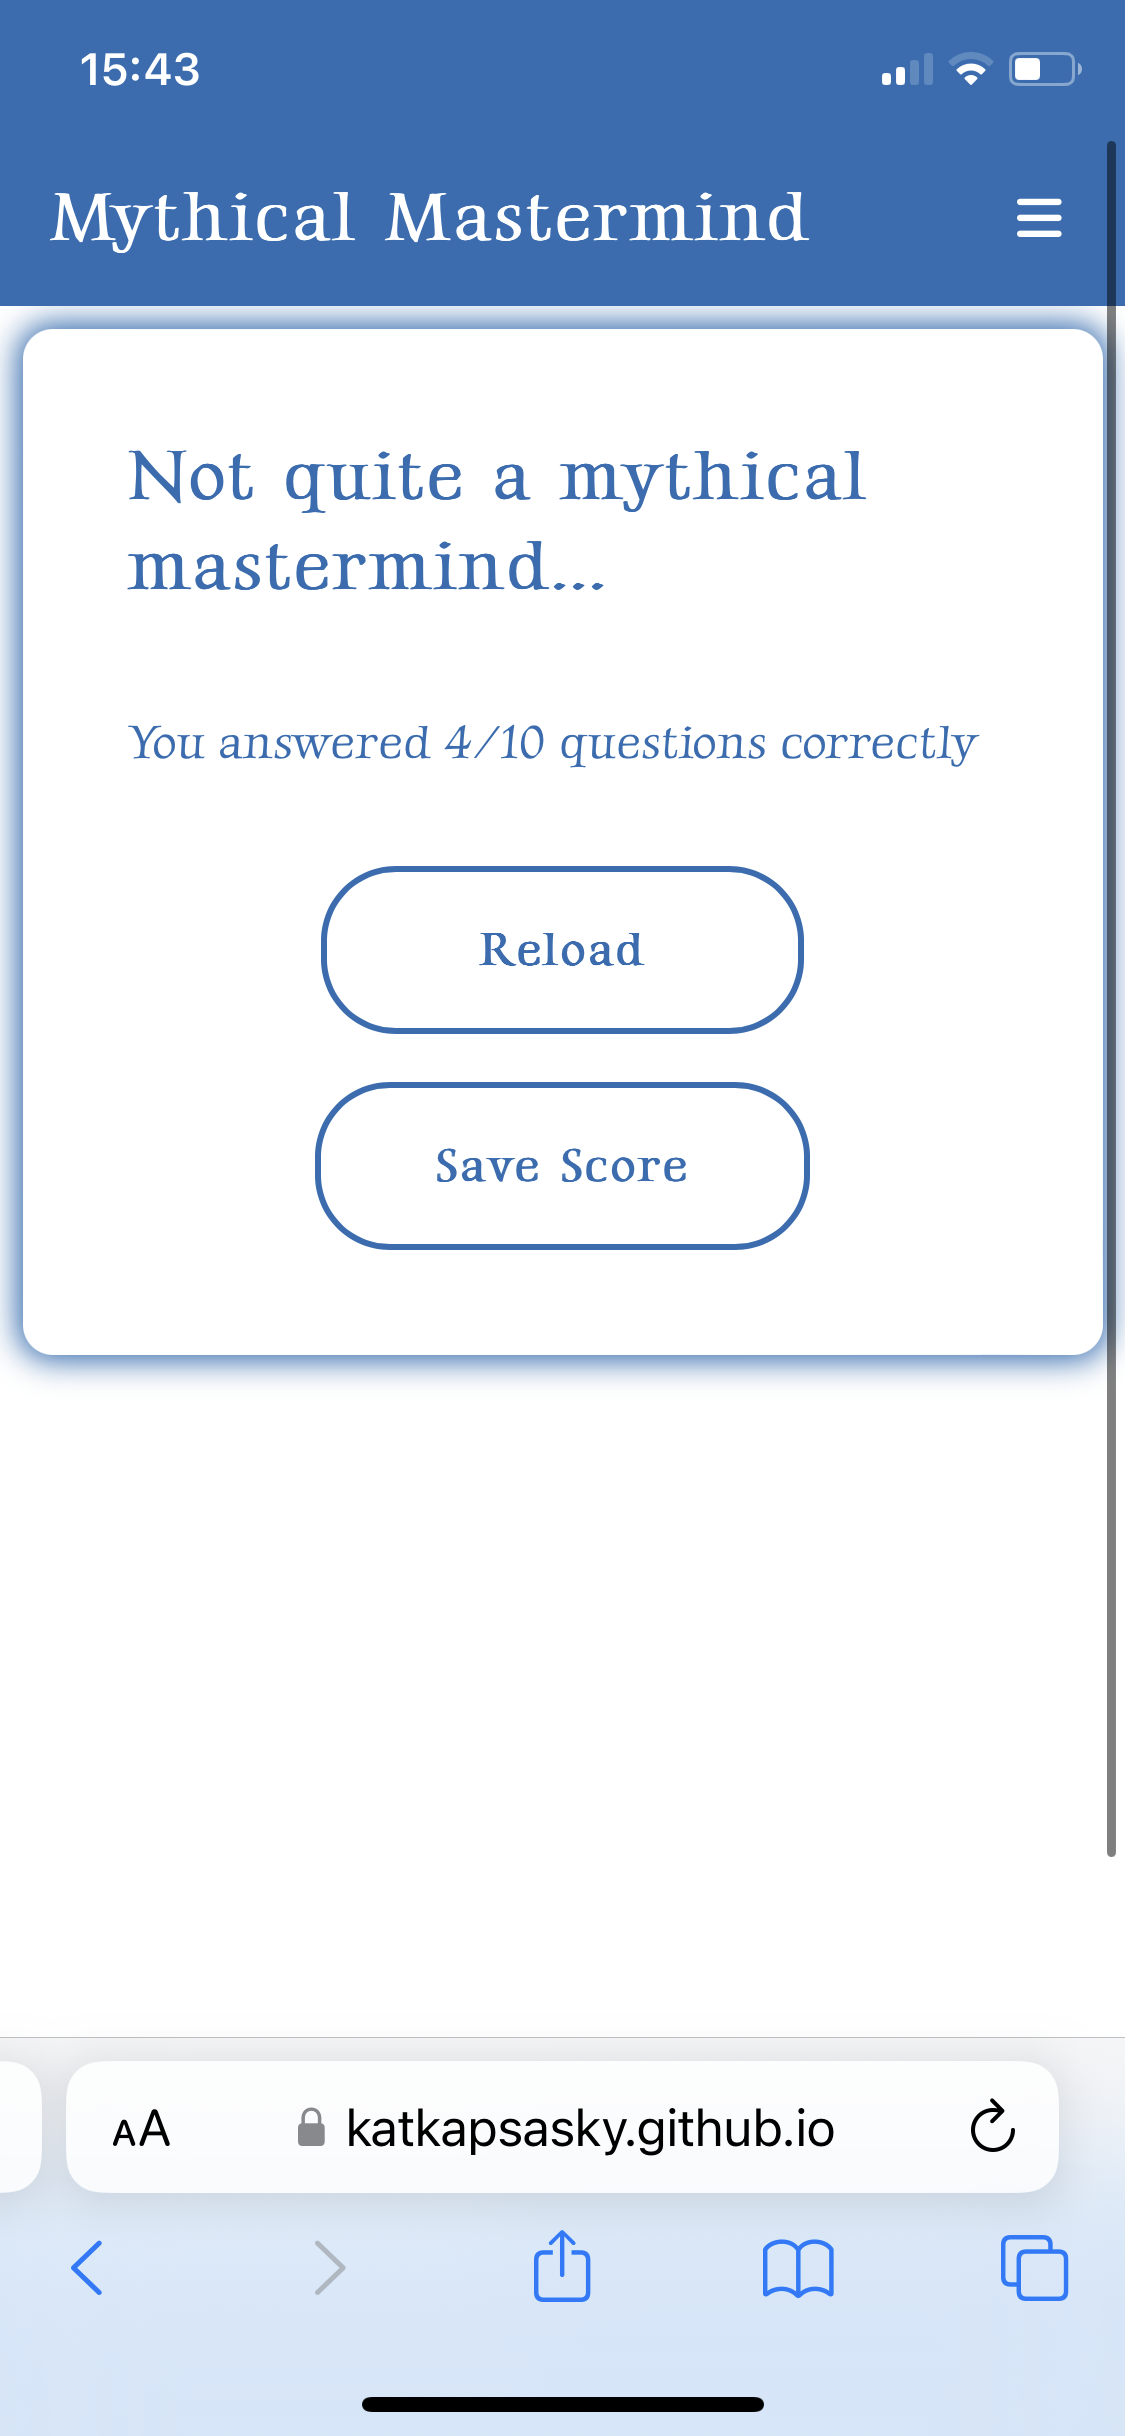 15:43
Mythical Mastermind
Not quite a mythical
mastermind...
You answered 4/10 questions correctly
Reload
Save Score
AA
katkapsasky.github.io